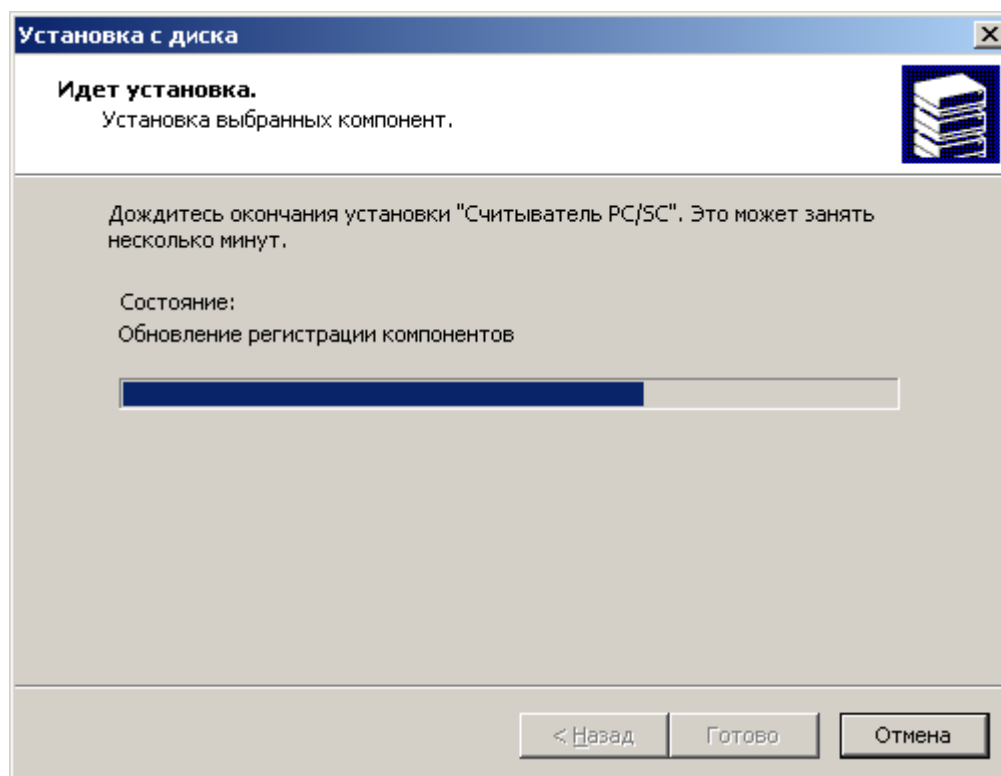 Установка с диска
Идет установка.
Установка выбранных компонент.
Дождитесь окончания установки "Считыватель PC/SC". Это может занять
несколько минут.
Состояние:
Обновление регистрации компонентов
< Назад
Готово
Отмена